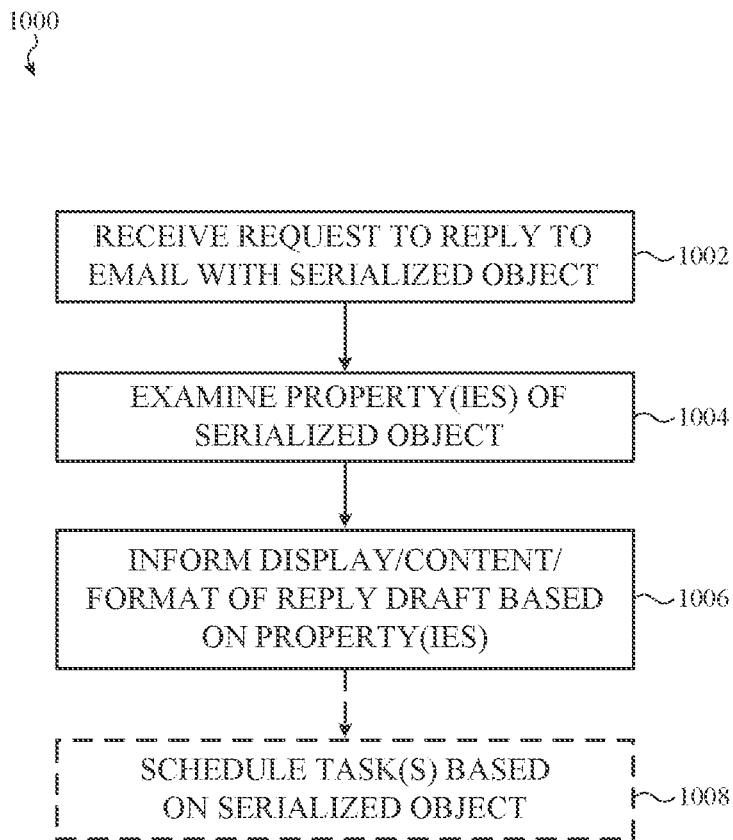 1000
RECEIVE REQUEST TO REPLY TO
EMAIL WITH SERIALIZED OBJECT
1002
EXAMINE PROPERTY(IES) OF
SERIALIZED OBJECT
1004
INFORM DISPLAY/CONTENT/
FORMAT OF REPLY DRAFT BASED
ON PROPERTY(IES)
1006
SCHEDULE TASK(S) BASED
ON SERIALIZED OBJECT
1008